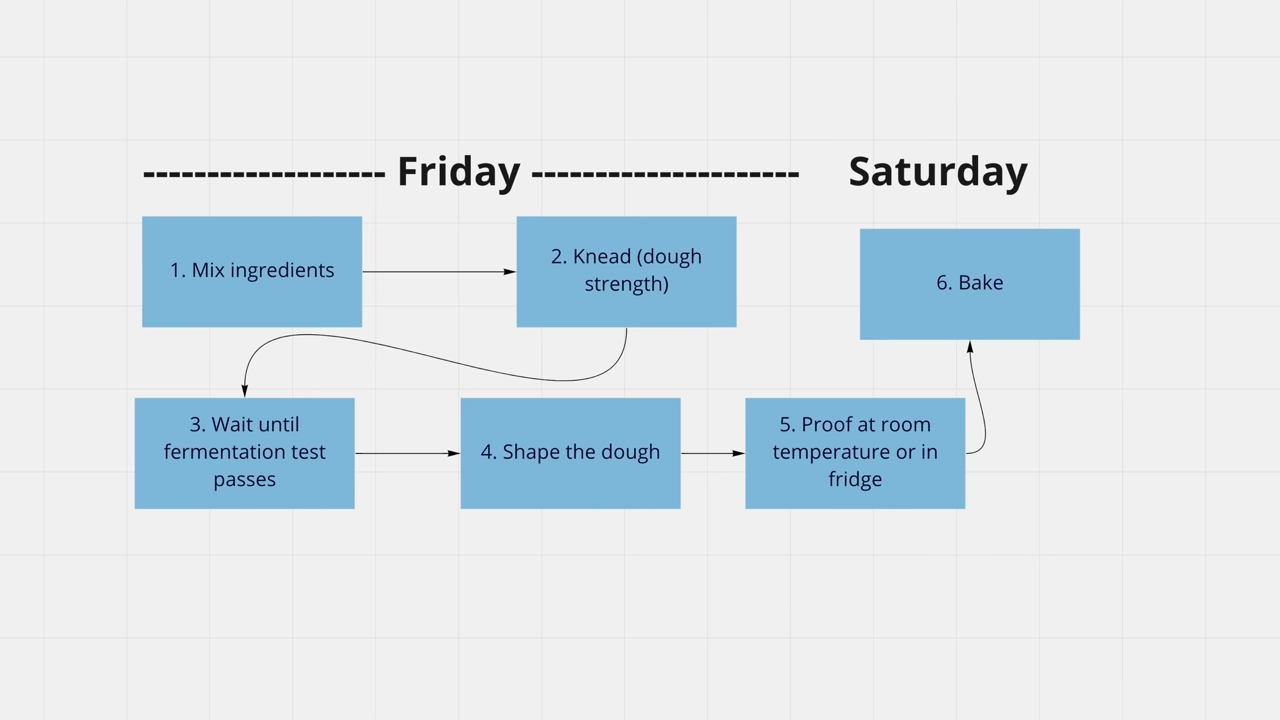 ------------------- Friday ---------------------
Saturday
1. Mix ingredients
2. Knead (dough
strength)
6. Bake
3. Wait until
fermentation test
passes
4. Shape the dough
5. Proof at room
temperature or in
fridge